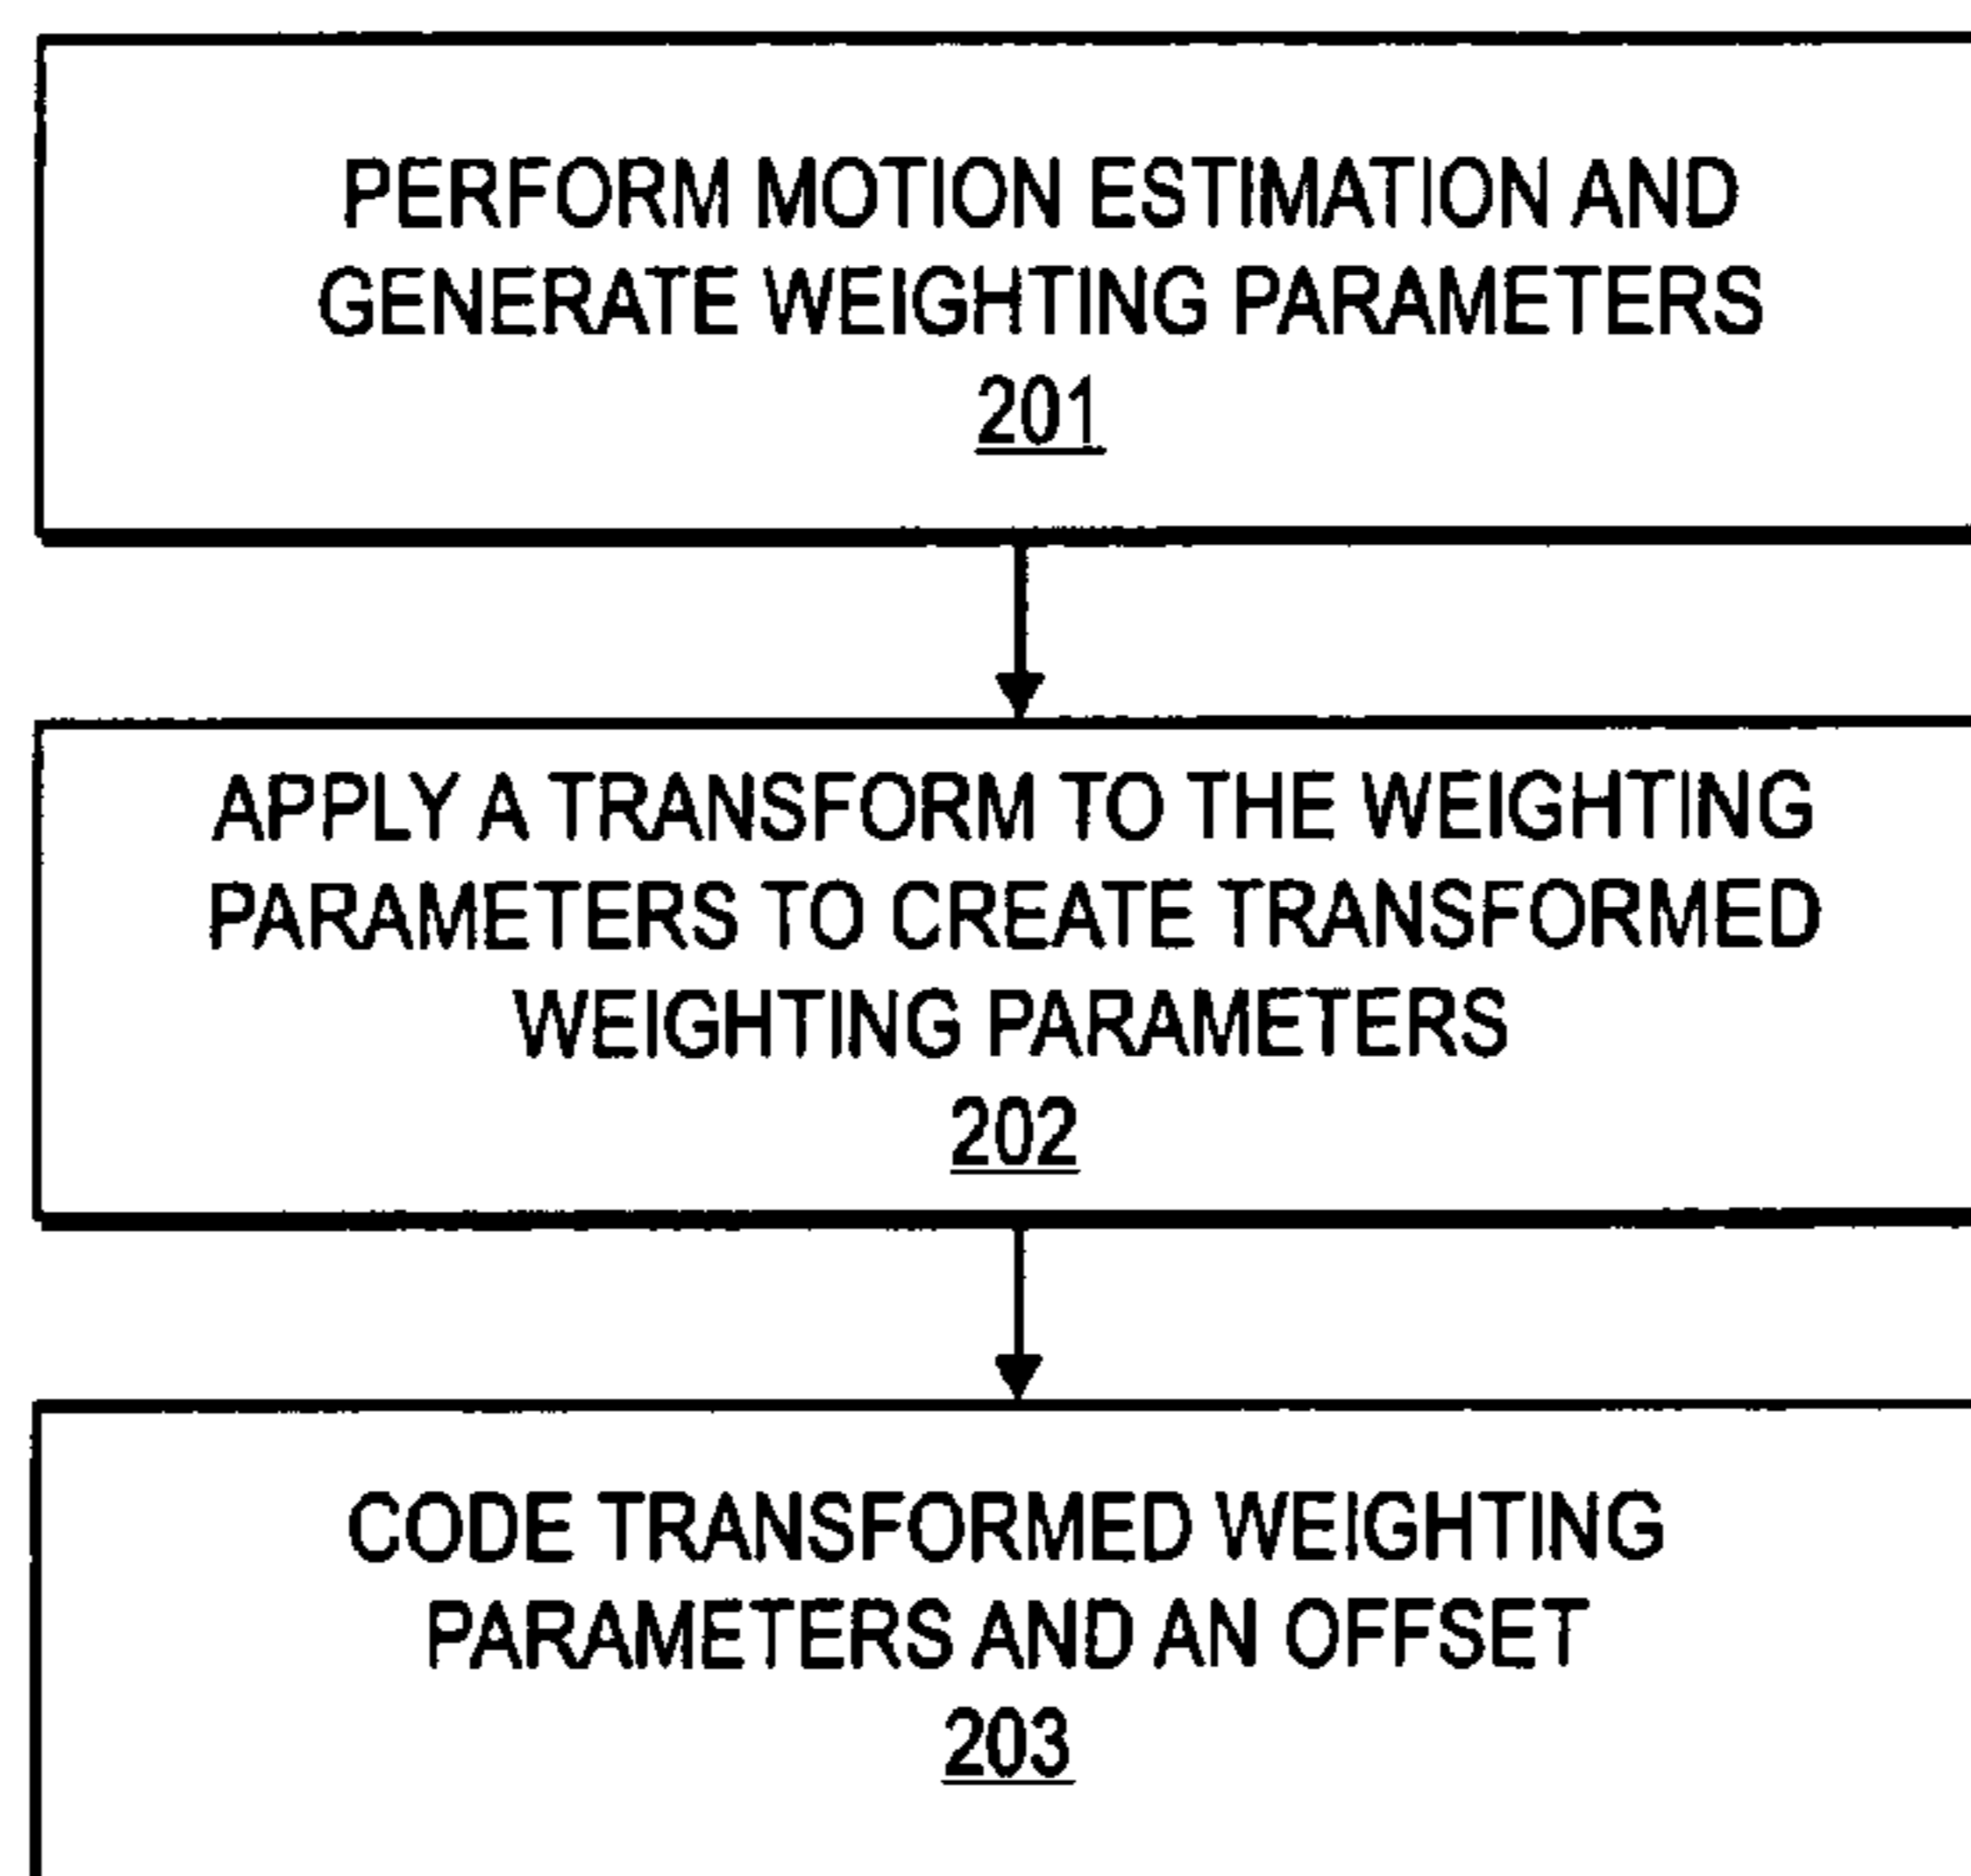 PERFORM MOTION ESTIMATION AND
GENERATE WEIGHTING PARAMETERS
201
APPLY A TRANSFORM TO THE WEIGHTING
PARAMETERS TO CREATE TRANSFORMED
WEIGHTING PARAMETERS
202
CODE TRANSFORMED WEIGHTING
PARAMETERS AND AN OFFSET
203